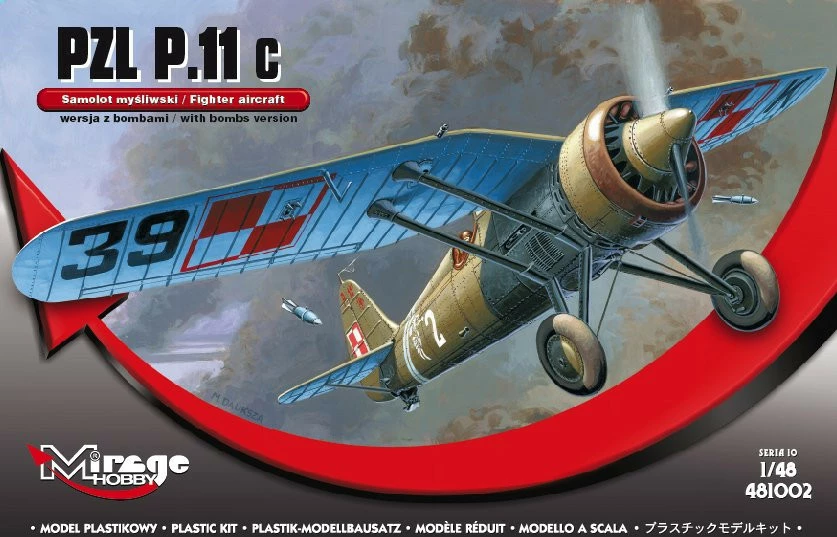 PZL P.11 c
Samolot myśliwski / Fighter aircraft
wersja z bombami / with bombs version
39
K
2
M. DAUKSZA
Mirage®
HOBBY
SERIA 10
1/48
481002
• MODEL PLASTIKOWY • PLASTIC KIT • PLASTIK-MODELLBAUSATZ • MODÈLE RÉDUIT • MODELLO A SCALA • プラスチックモデルキット •